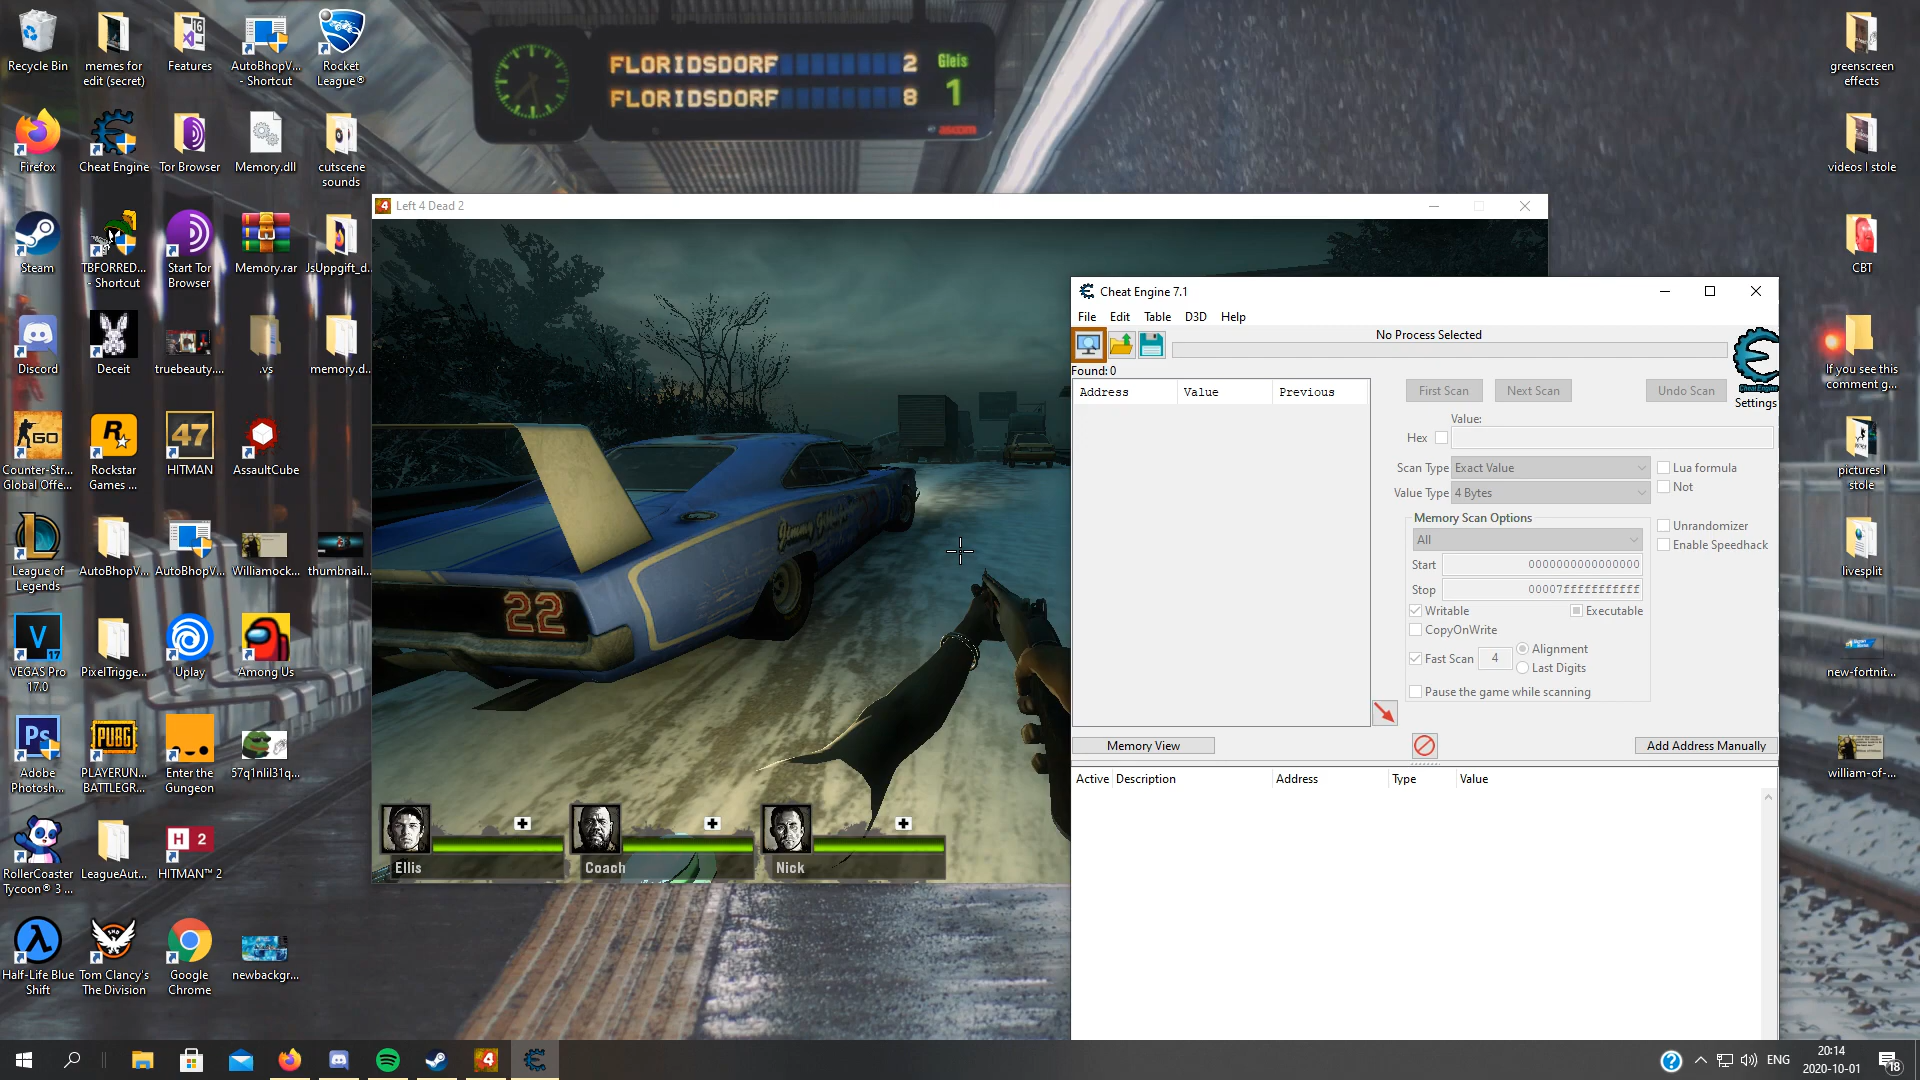 Recycle Bin
memes for
edit (secret)
Features
AutoBhopV...
- Shortcut
Rocket
League®
Firefox
Cheat Engine
Tor Browser
Memory.dll
cutscene
sounds
Steam
TBFORRED...
- Shortcut
Start Tor
Browser
Memory.rar
JsUppgift_d...
Discord
Deceit
truebeauty....
.vs
memory.d...
Counter-Str...
Global Offe...
Rockstar
Games ...
HITMAN
AssaultCube
League of
Legends
AutoBhopV...
AutoBhopV...
Williamock...
thumbnail...
VEGAS Pro
17.0
PixelTrigge...
Uplay
Among Us
Adobe
Photosh...
PLAYERUN...
BATTLEGR...
Enter the
Gungeon
57q1nlil31q...
RollerCoaster
Tycoon® 3 ...
LeagueAut...
HITMAN™ 2
Half-Life Blue
Shift
Tom Clancy's
The Division
Google
Chrome
newbackgr...
FLORIDSDORF 2
FLORIDSDORF 8
Gleis
1
ascom
Left 4 Dead 2
22
Ellis
Coach
Nick
Cheat Engine 7.1
File Edit Table D3D Help
No Process Selected
Found: 0
Address Value Previous
First Scan Next Scan Undo Scan
Cheat Engine
Settings
Value:
Hex
Scan Type Exact Value
Lua formula
Not
Value Type 4 Bytes
Memory Scan Options
All
Unrandomizer
Enable Speedhack
Start 0000000000000000
Stop 00007fffffffffff
Writable Executable
CopyOnWrite
Fast Scan 4 Alignment
Last Digits
Pause the game while scanning
Memory View
Add Address Manually
Active Description Address Type Value
greenscreen
effects
videos I stole
CBT
If you see this
comment g...
pictures I
stole
livesplit
new-fortnit...
william-of-...
ENG
20:14
2020-10-01
18